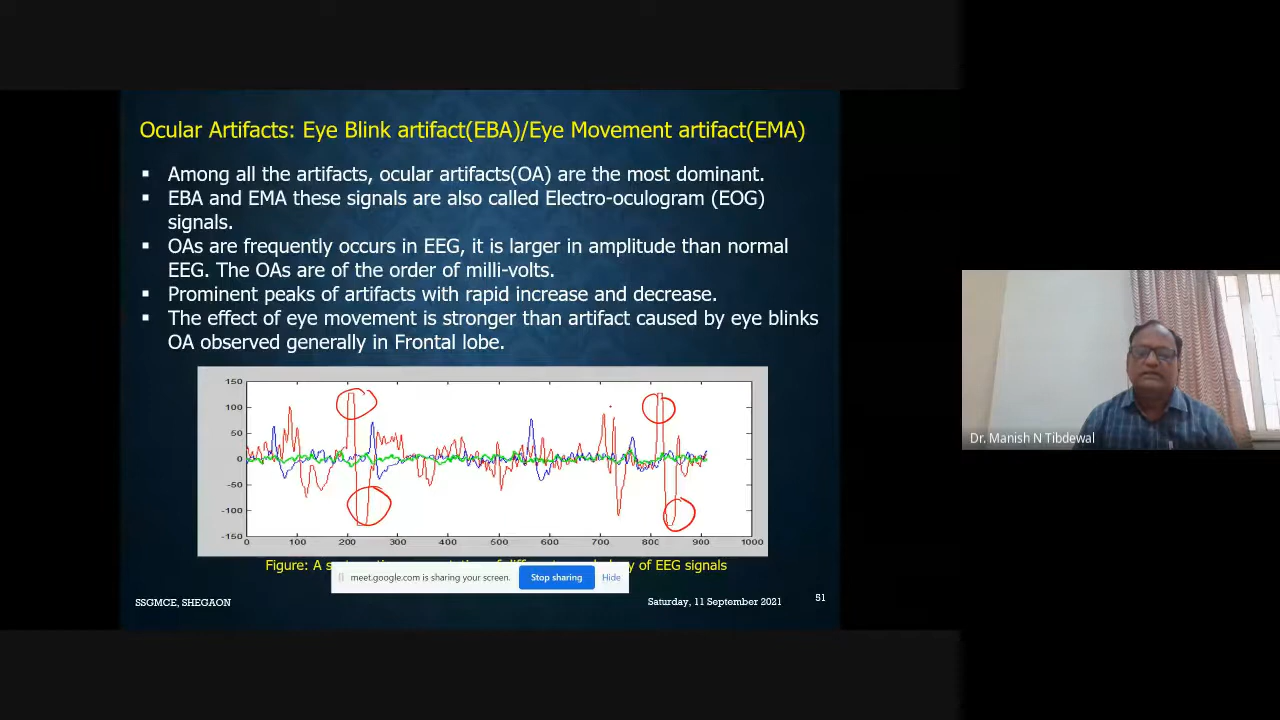 Ocular Artifacts: Eye Blink artifact(EBA)/Eye Movement artifact(EMA)
▪ Among all the artifacts, ocular artifacts(OA) are the most dominant.
▪ EBA and EMA these signals are also called Electro-oculogram (EOG)
signals.
▪ OAs are frequently occurs in EEG, it is larger in amplitude than normal
EEG. The OAs are of the order of milli-volts.
▪ Prominent peaks of artifacts with rapid increase and decrease.
▪ The effect of eye movement is stronger than artifact caused by eye blinks
OA observed generally in Frontal lobe.
150
100
50
0
-50
-100
-150
0 100 200 300 400 500 600 700 800 900 1000
Figure: A of EEG signals
meet.google.com is sharing your screen. Stop sharing Hide
SSGMCE, SHEGAON Saturday, 11 September 2021 51
Dr. Manish N Tibdewal